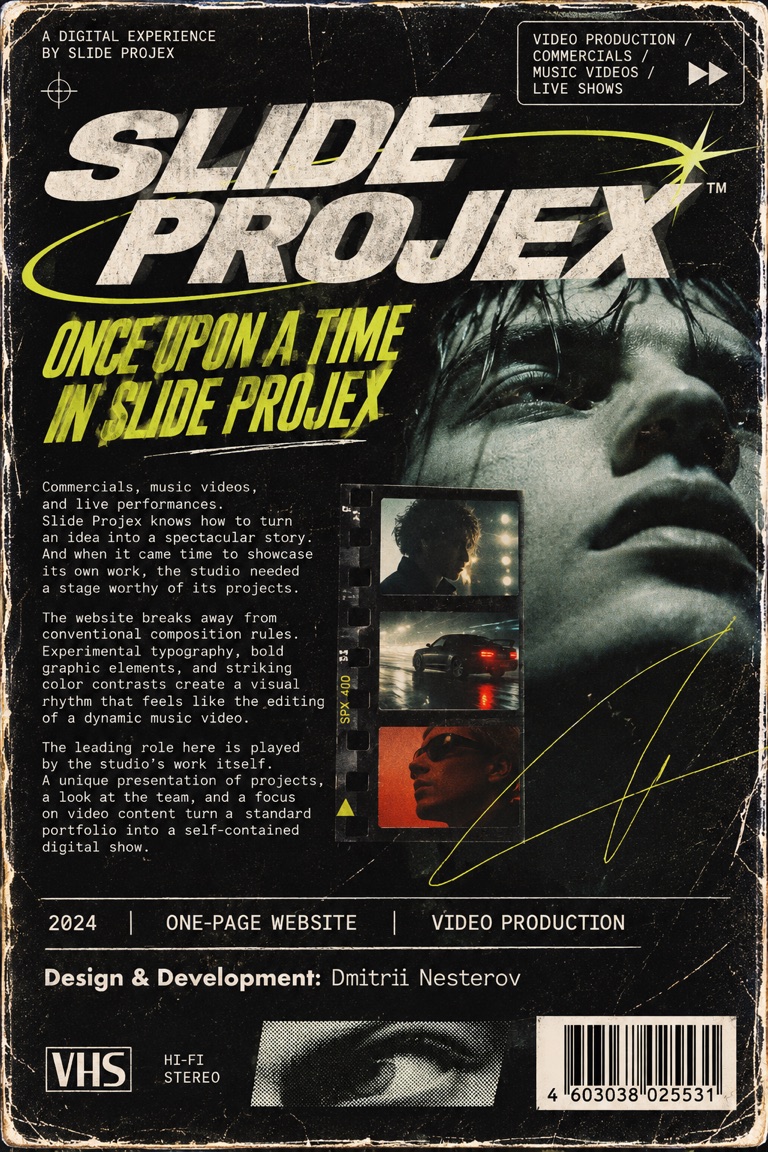 A DIGITAL EXPERIENCE
BY SLIDE PROJEX
VIDEO PRODUCTION /
COMMERCIALS /
MUSIC VIDEOS /
LIVE SHOWS
SLIDE
PROJEX™
ONCE UPON A TIME
IN SLIDE PROJEX
Commercials, music videos,
and live performances.
Slide Projex knows how to turn
an idea into a spectacular story.
And when it came time to showcase
its own work, the studio needed
a stage worthy of its projects.
The website breaks away from
conventional composition rules.
Experimental typography, bold
graphic elements, and striking
color contrasts create a visual
rhythm that feels like the editing
of a dynamic music video.
The leading role here is played
by the studio’s work itself.
A unique presentation of projects,
a look at the team, and a focus
on video content turn a standard
portfolio into a self-contained
digital show.
SPX 400
2024 | ONE-PAGE WEBSITE | VIDEO PRODUCTION
Design & Development: Dmitrii Nesterov
VHS
HI-FI
STEREO
4 603038 025531